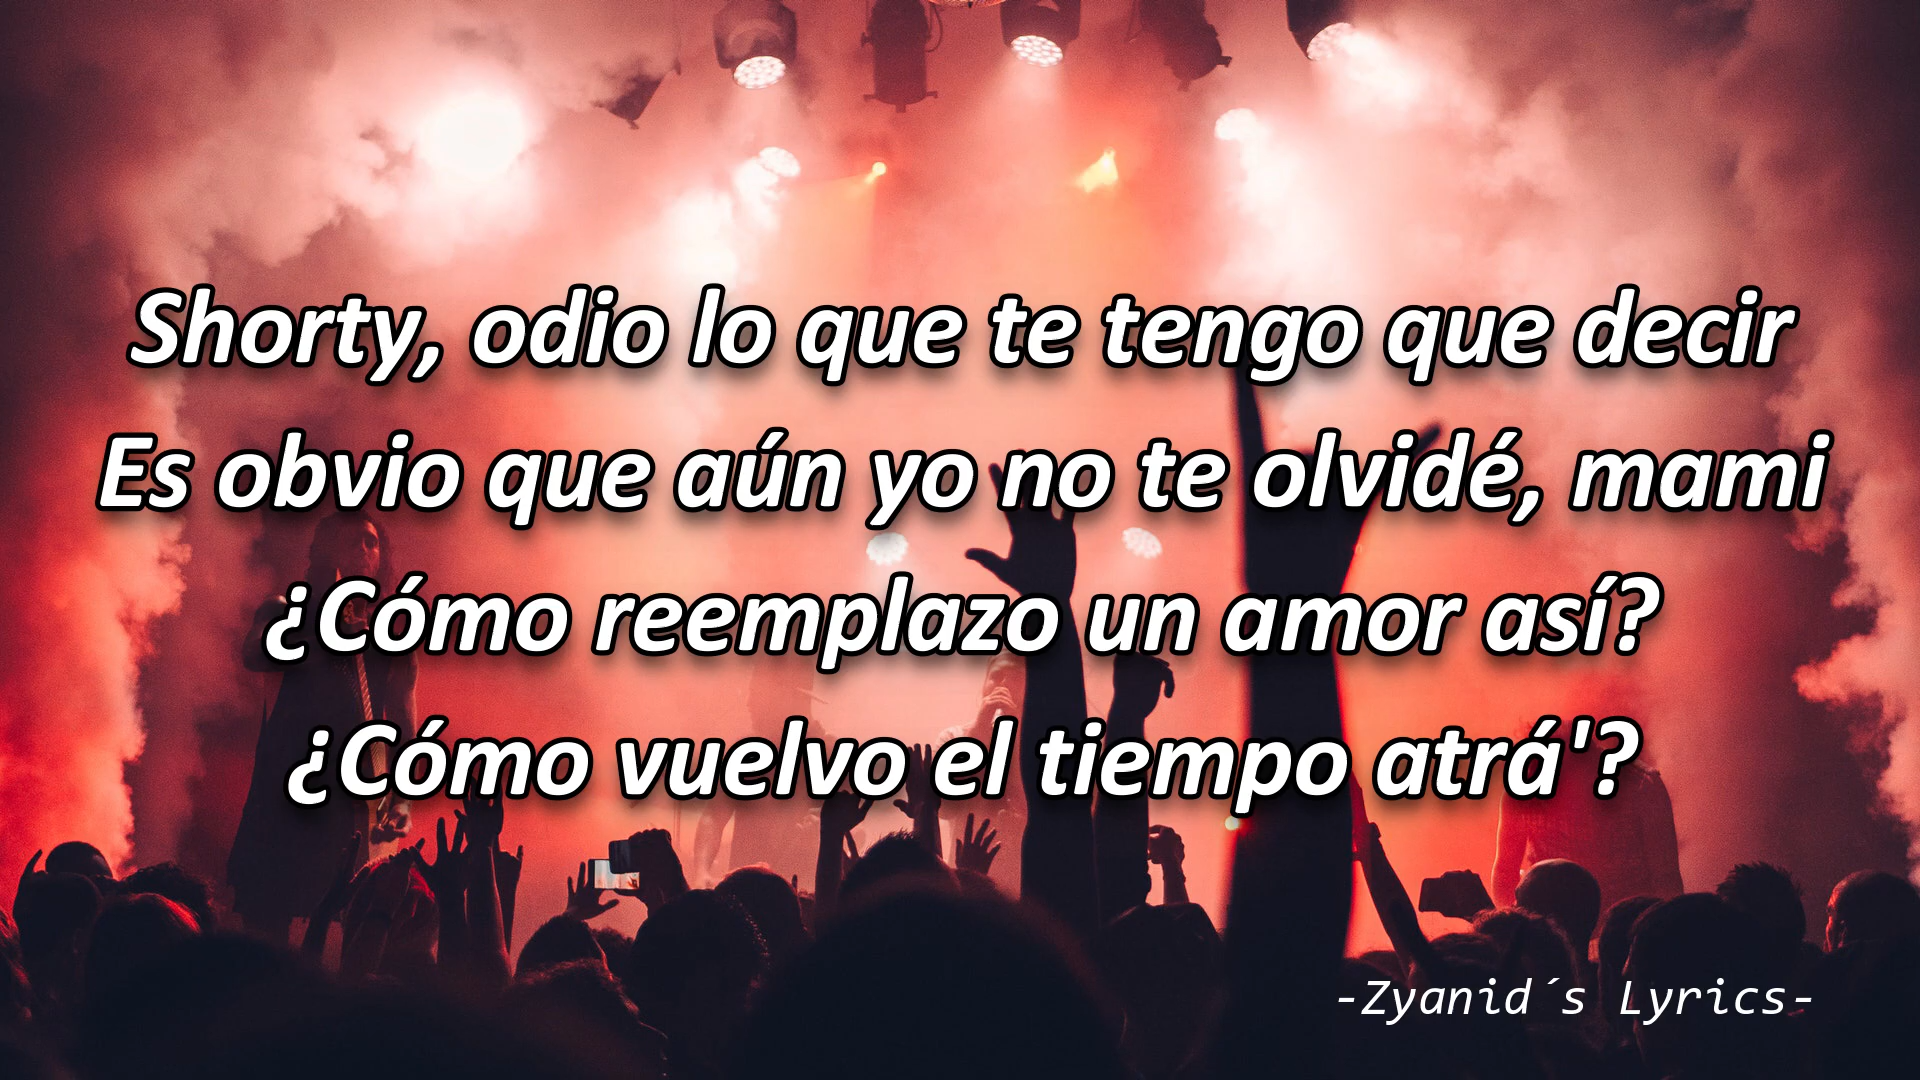 Shorty, odio lo que te tengo que decir
Es obvio que aún yo no te olvidé, mami
¿Cómo reemplazo un amor así?
¿Cómo vuelvo el tiempo atrá'?
-Zyanid´s Lyrics-